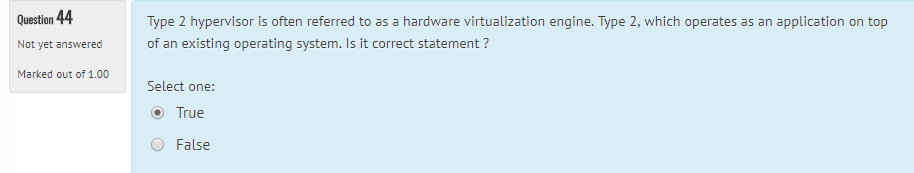 Question 44
Not yet answered
Marked out of 1.00
Type 2 hypervisor is often referred to as a hardware virtualization engine. Type 2, which operates as an application on top
of an existing operating system. Is it correct statement ?
Select one:
True
False